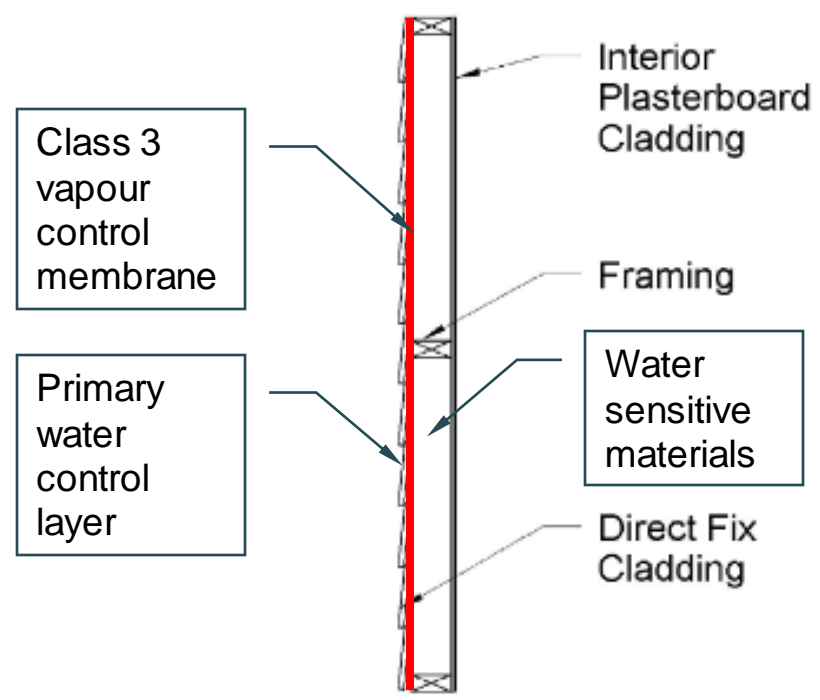 Class 3
vapour
control
membrane
Primary
water
control
layer
Interior
Plasterboard
Cladding
Framing
Water
sensitive
materials
Direct Fix
Cladding